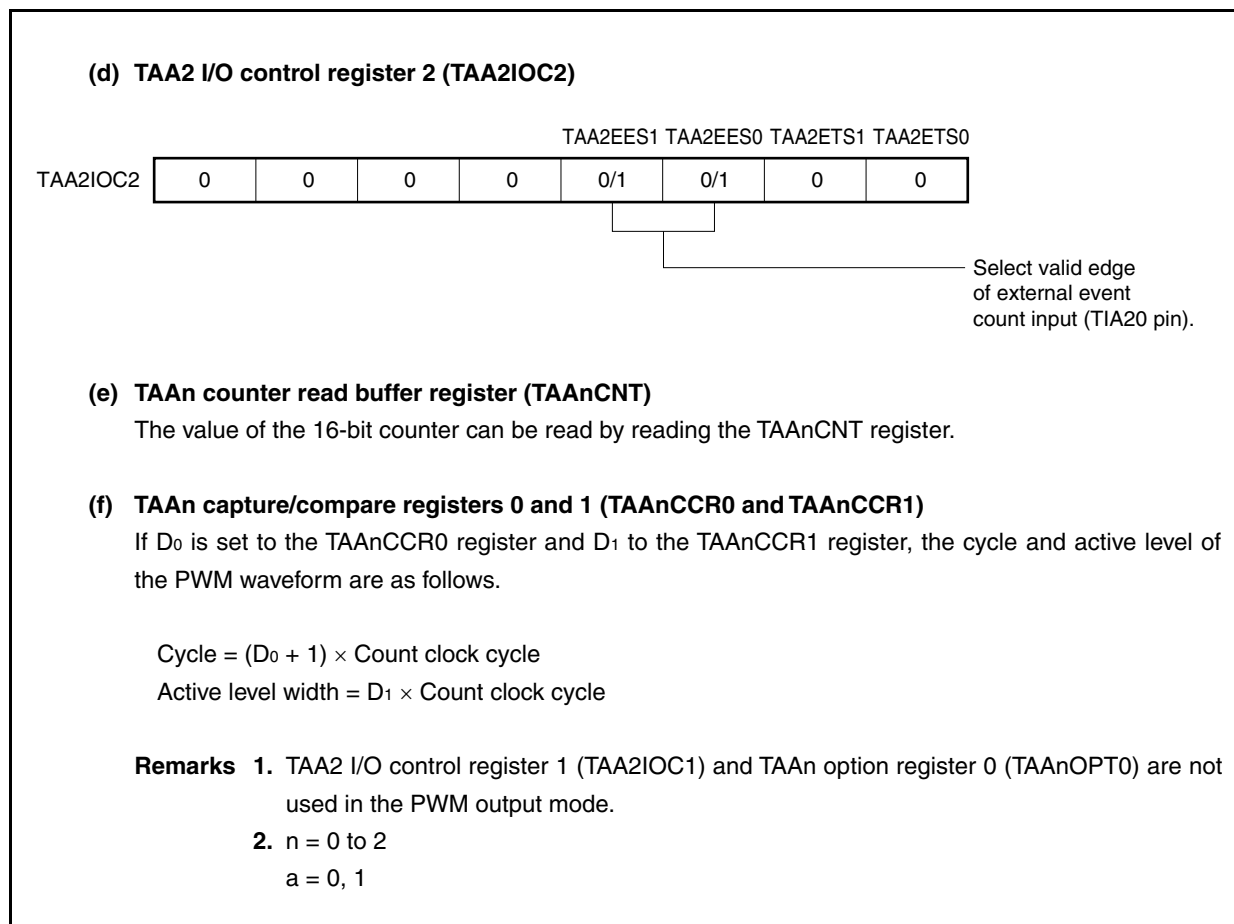 (d) TAA2 I/O control register 2 (TAA2IOC2)
TAA2EES1 TAA2EES0 TAA2ETS1 TAA2ETS0
TAA2IOC2 0 0 0 0 0/1 0/1 0 0
Select valid edge
of external event
count input (TIA20 pin).
(e) TAAn counter read buffer register (TAAnCNT)
The value of the 16-bit counter can be read by reading the TAAnCNT register.
(f) TAAn capture/compare registers 0 and 1 (TAAnCCR0 and TAAnCCR1)
If D0 is set to the TAAnCCR0 register and D1 to the TAAnCCR1 register, the cycle and active level of
the PWM waveform are as follows.
Cycle = (D0 + 1) × Count clock cycle
Active level width = D1 × Count clock cycle
Remarks 1. TAA2 I/O control register 1 (TAA2IOC1) and TAAn option register 0 (TAAnOPT0) are not
used in the PWM output mode.
2. n = 0 to 2
a = 0, 1